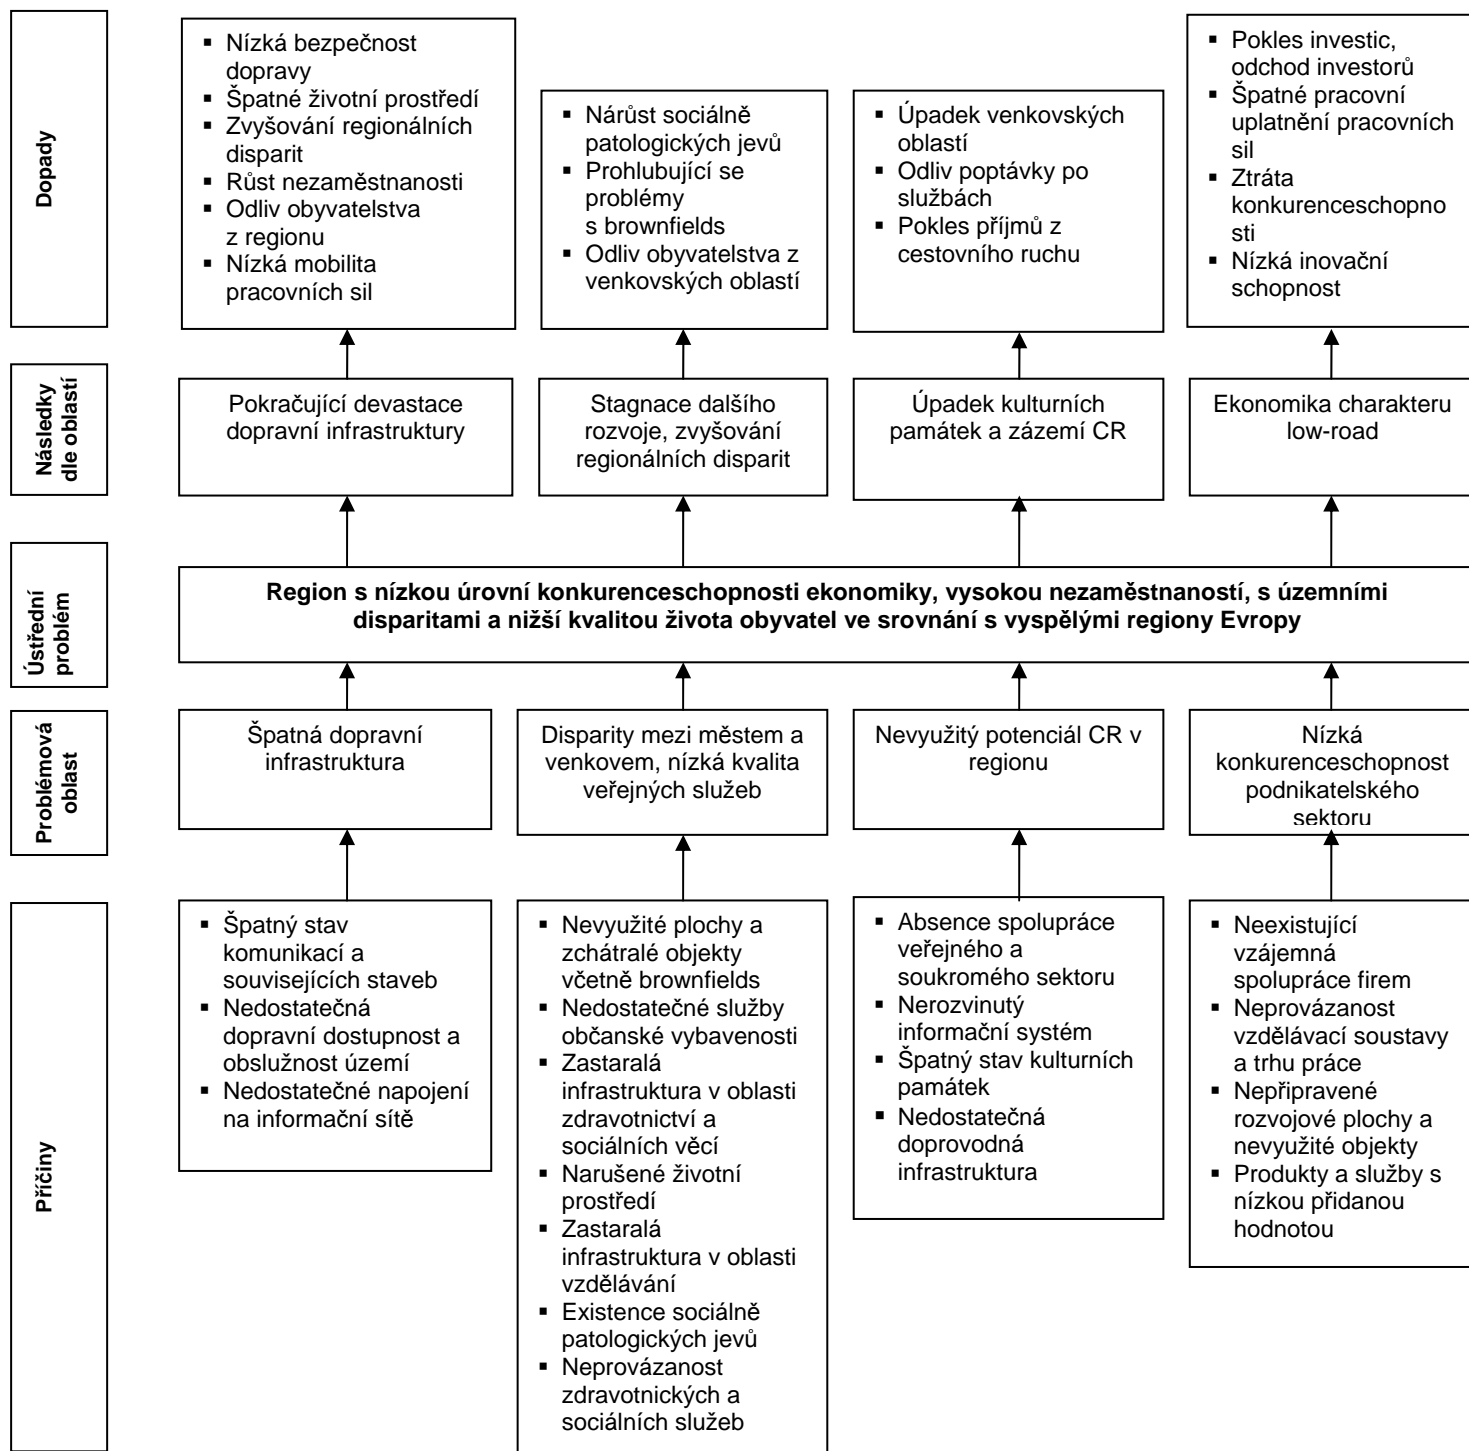 Dopady
▪ Nízká bezpečnost
dopravy
▪ Špatné životní prostředí
▪ Zvyšování regionálních
disparit
▪ Růst nezaměstnanosti
▪ Odliv obyvatelstva
z regionu
▪ Nízká mobilita
pracovních sil
▪ Nárůst sociálně
patologických jevů
▪ Prohlubující se
problémy
s brownfields
▪ Odliv obyvatelstva z
venkovských oblastí
▪ Úpadek venkovských
oblastí
▪ Odliv poptávky po
službách
▪ Pokles příjmů z
cestovního ruchu
▪ Pokles investic,
odchod investorů
▪ Špatné pracovní
uplatnění pracovních
sil
▪ Ztráta
konkurenceschopno
sti
▪ Nízká inovační
schopnost
Následky
dle oblastí
Pokračující devastace
dopravní infrastruktury
Stagnace dalšího
rozvoje, zvyšování
regionálních disparit
Úpadek kulturních
památek a zázemí CR
Ekonomika charakteru
low-road
Ústřední
problém
Region s nízkou úrovní konkurenceschopnosti ekonomiky, vysokou nezaměstnaností, s územními
disparitami a nižší kvalitou života obyvatel ve srovnání s vyspělými regiony Evropy
Problémová
oblast
Špatná dopravní
infrastruktura
Disparity mezi městem a
venkovem, nízká kvalita
veřejných služeb
Nevyužitý potenciál CR v
regionu
Nízká
konkurenceschopnost
podnikatelského
sektoru
Příčiny
▪ Špatný stav
komunikací a
souvisejících staveb
▪ Nedostatečná
dopravní dostupnost a
obslužnost území
▪ Nedostatečné napojení
na informační sítě
▪ Nevyužité plochy a
zchátralé objekty
včetně brownfields
▪ Nedostatečné služby
občanské vybavenosti
▪ Zastaralá
infrastruktura v oblasti
zdravotnictví a
sociálních věcí
▪ Narušené životní
prostředí
▪ Zastaralá
infrastruktura v oblasti
vzdělávání
▪ Existence sociálně
patologických jevů
▪ Neprovázanost
zdravotnických a
sociálních služeb
▪ Absence spolupráce
veřejného a
soukromého sektoru
▪ Nerozvinutý
informační systém
▪ Špatný stav kulturních
památek
▪ Nedostatečná
doprovodná
infrastruktura
▪ Neexistující
vzájemná
spolupráce firem
▪ Neprovázanost
vzdělávací soustavy
a trhu práce
▪ Nepřipravené
rozvojové plochy a
nevyužité objekty
▪ Produkty a služby s
nízkou přidanou
hodnotou